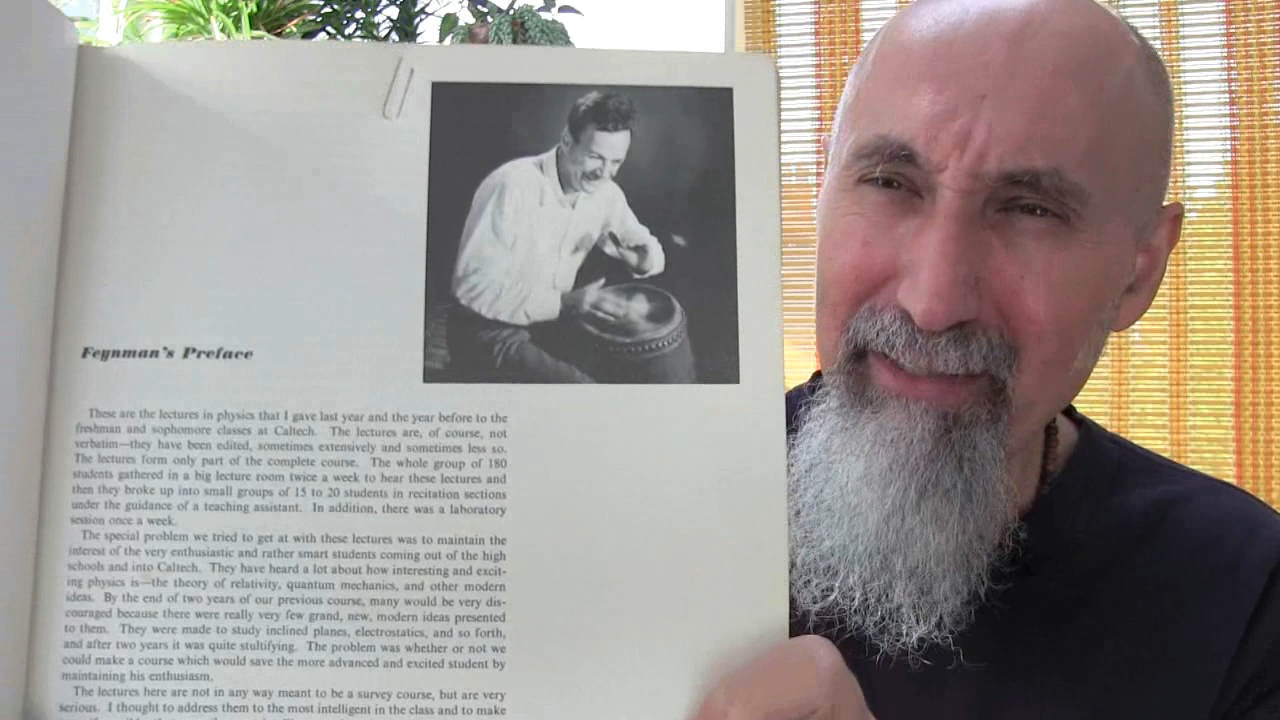 Feynman's Preface
These are the lectures in physics that I gave last year and the year before to the
freshman and sophomore classes at Caltech. The lectures are, of course, not
verbatim—they have been edited, sometimes extensively and sometimes less so.
The lectures form only part of the complete course. The whole group of 180
students gathered in a big lecture room twice a week to hear these lectures and
then they broke up into small groups of 15 to 20 students in recitation sections
under the guidance of a teaching assistant. In addition, there was a laboratory
session once a week.
The special problem we tried to get at with these lectures was to maintain the
interest of the very enthusiastic and rather smart students coming out of the high
schools and into Caltech. They have heard a lot about how interesting and excit-
ing physics is—the theory of relativity, quantum mechanics, and other modern
ideas. By the end of two years of our previous course, many would be very dis-
couraged because there were really very few grand, new, modern ideas presented
to them. They were made to study inclined planes, electrostatics, and so forth,
and after two years it was quite stultifying. The problem was whether or not we
could make a course which would save the more advanced and excited student by
maintaining his enthusiasm.
The lectures here are not in any way meant to be a survey course, but are very
serious. I thought to address them to the most intelligent in the class and to make